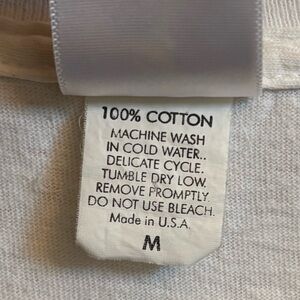 100% COTTON
MACHINE WASH
IN COLD WATER..
DELICATE CYCLE.
TUMBLE DRY LOW.
REMOVE PROMPTLY.
DO NOT USE BLEACH.
Made in U.S.A.
M